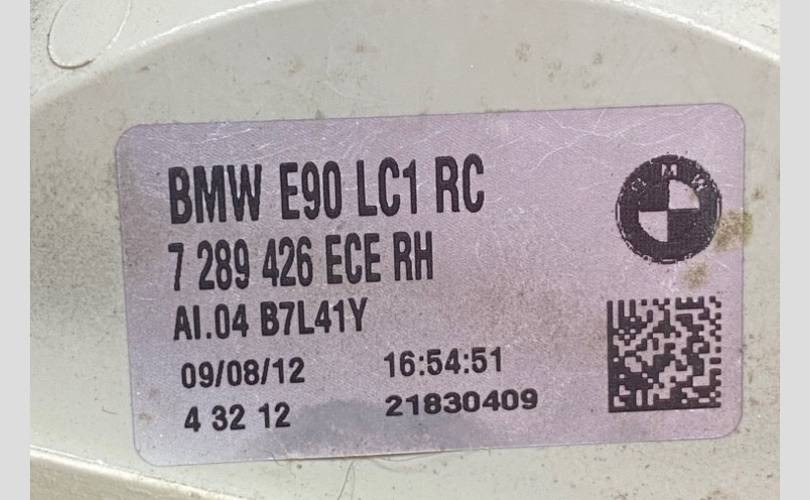 BMW E90 LC1 RC
7 289 426 ECE RH
AI.04 B7L41Y
09/08/12 16:54:51
4 32 12 21830409
BMW